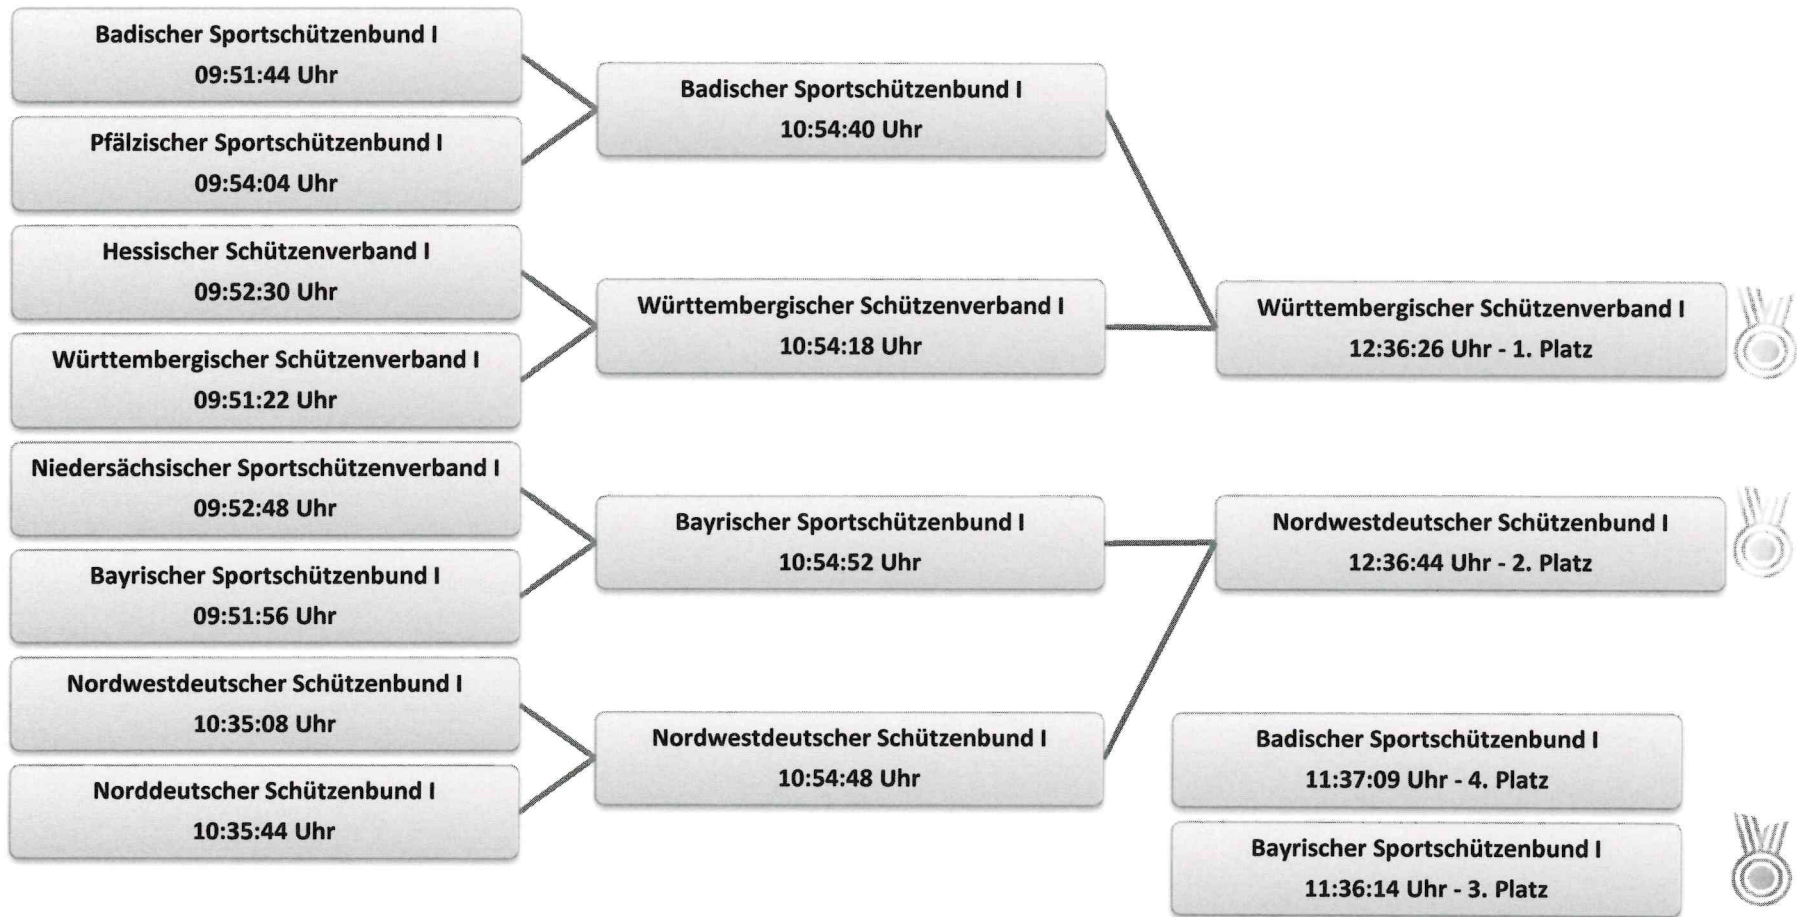 Badischer Sportschützenbund I
09:51:44 Uhr
Pfälzischer Sportschützenbund I
09:54:04 Uhr
Hessischer Schützenverband I
09:52:30 Uhr
Württembergischer Schützenverband I
09:51:22 Uhr
Niedersächsischer Sportschützenverband I
09:52:48 Uhr
Bayrischer Sportschützenbund I
09:51:56 Uhr
Nordwestdeutscher Schützenbund I
10:35:08 Uhr
Norddeutscher Schützenbund I
10:35:44 Uhr
Badischer Sportschützenbund I
10:54:40 Uhr
Württembergischer Schützenverband I
10:54:18 Uhr
Bayrischer Sportschützenbund I
10:54:52 Uhr
Nordwestdeutscher Schützenbund I
10:54:48 Uhr
Württembergischer Schützenverband I
12:36:26 Uhr - 1. Platz
Nordwestdeutscher Schützenbund I
12:36:44 Uhr - 2. Platz
Badischer Sportschützenbund I
11:37:09 Uhr - 4. Platz
Bayrischer Sportschützenbund I
11:36:14 Uhr - 3. Platz